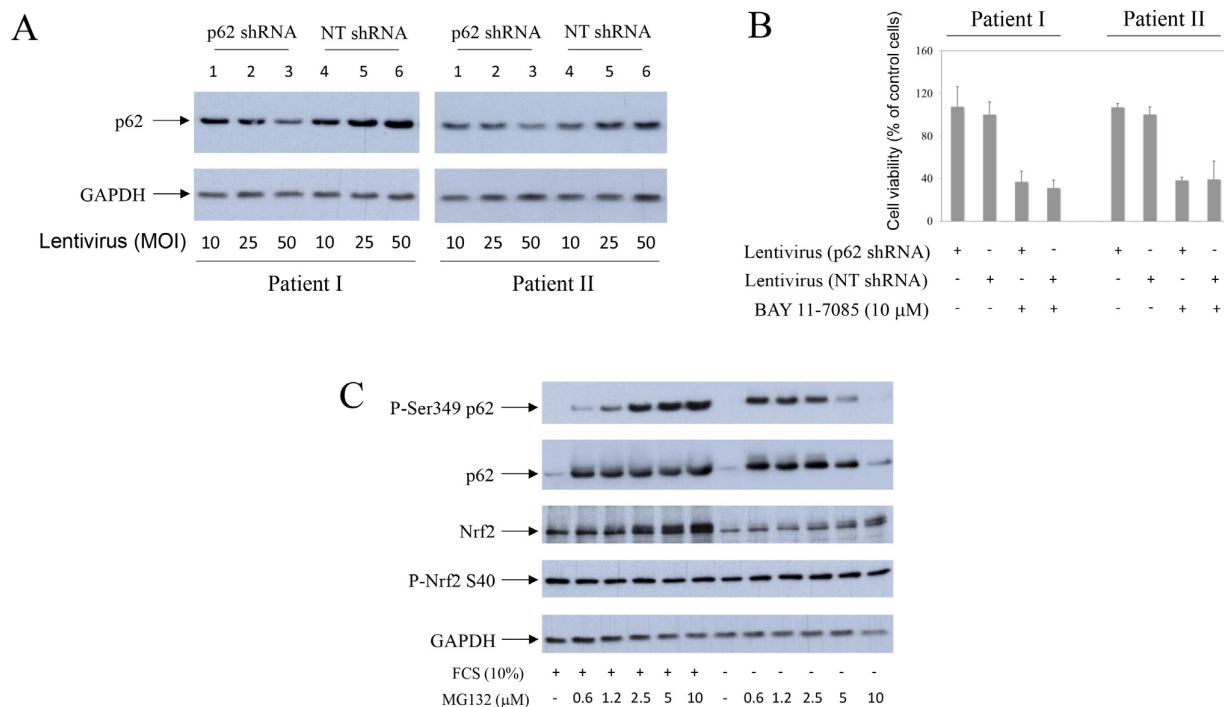 A
p62 shRNA NT shRNA p62 shRNA NT shRNA
1 2 3 4 5 6 1 2 3 4 5 6
p62
GAPDH
Lentivirus (MOI) 10 25 50 10 25 50 10 25 50 10 25 50
Patient I Patient II
B
Patient I Patient II
Cell viability (% of control cells)
160
120
80
40
0
Lentivirus (p62 shRNA) + - + - + - + -
Lentivirus (NT shRNA) - + - + - + - +
BAY 11-7085 (10 µM) - - + + - - + +
C
P-Ser349 p62
p62
Nrf2
P-Nrf2 S40
GAPDH
FCS (10%) + + + + + + - - - - - -
MG132 (µM) - 0.6 1.2 2.5 5 10 - 0.6 1.2 2.5 5 10